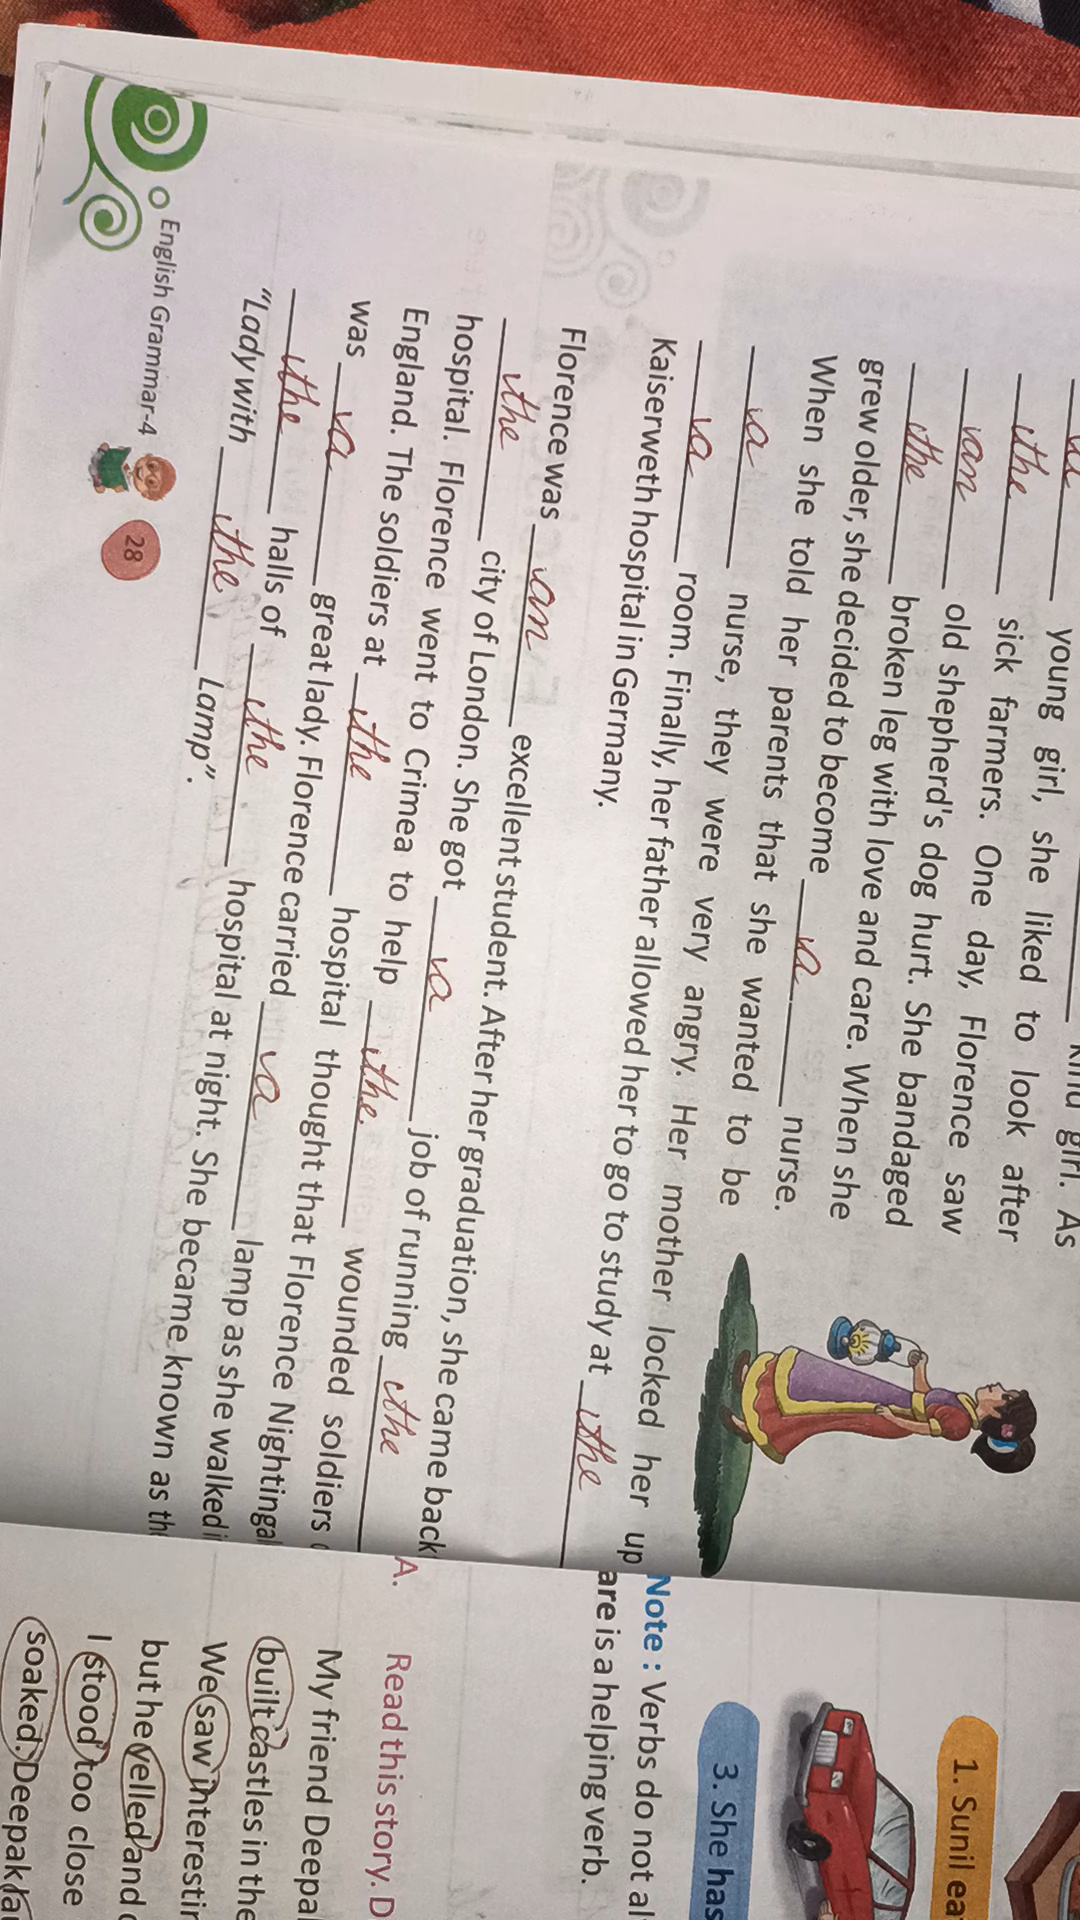 kind girl. As
a young girl, she liked to look after
the sick farmers. One day, Florence saw
an old shepherd's dog hurt. She bandaged
the broken leg with love and care. When she
grew older, she decided to become a nurse.
When she told her parents that she wanted to be
a nurse, they were very angry. Her mother locked her up
a room. Finally, her father allowed her to go to study at the
Kaiserweth hospital in Germany.
Florence was an excellent student. After her graduation, she came back
the city of London. She got a job of running the
hospital. Florence went to Crimea to help the wounded soldiers
England. The soldiers at the hospital thought that Florence
was a great lady. Florence carried a lamp as she walked
the halls of the hospital at night. She became known as
"Lady with the Lamp".
English Grammar-4
28
1. Sunil
3. She has
Note : Verbs do not
are is a helping verb.
A. Read this story.
My friend
built castles in the
We saw
but he yelled and
I stood too close
soaked. Deepak